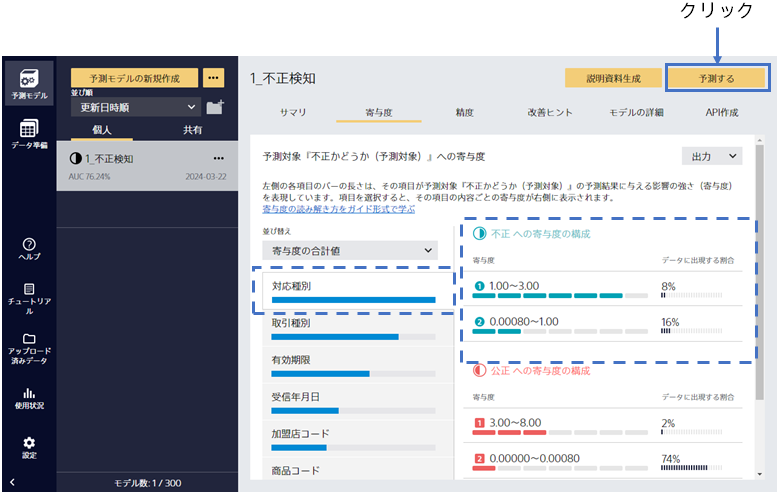 クリック
予測モデル
データ準備
ヘルプ
チュートリア
ル
アップロード
済みデータ
使用状況
設定
予測モデルの新規作成
•••
並び順
更新日時順
個人
共有
1_不正検知
•••
AUC 76.24%
2024-03-22
モデル数: 1 / 300
1_不正検知
説明資料生成
予測する
サマリ
寄与度
精度
改善ヒント
モデルの詳細
API作成
予測対象『不正かどうか（予測対象）』への寄与度
出力
左側の各項目のバーの長さは、その項目が予測対象『不正かどうか（予測対象）』の予測結果に与える影響の強さ（寄与度）
を表現しています。項目を選択すると、その項目の内容ごとの寄与度が右側に表示されます。
寄与度の読み解き方をガイド形式で学ぶ
並び替え
寄与度の合計値
対応種別
取引種別
有効期限
受信年月日
加盟店コード
商品コード
不正 への寄与度の構成
寄与度
データに出現する割合
1 1.00～3.00
8%
2 0.00080～1.00
16%
公正 への寄与度の構成
寄与度
データに出現する割合
1 3.00～8.00
2%
2 0.00000～0.00080
74%